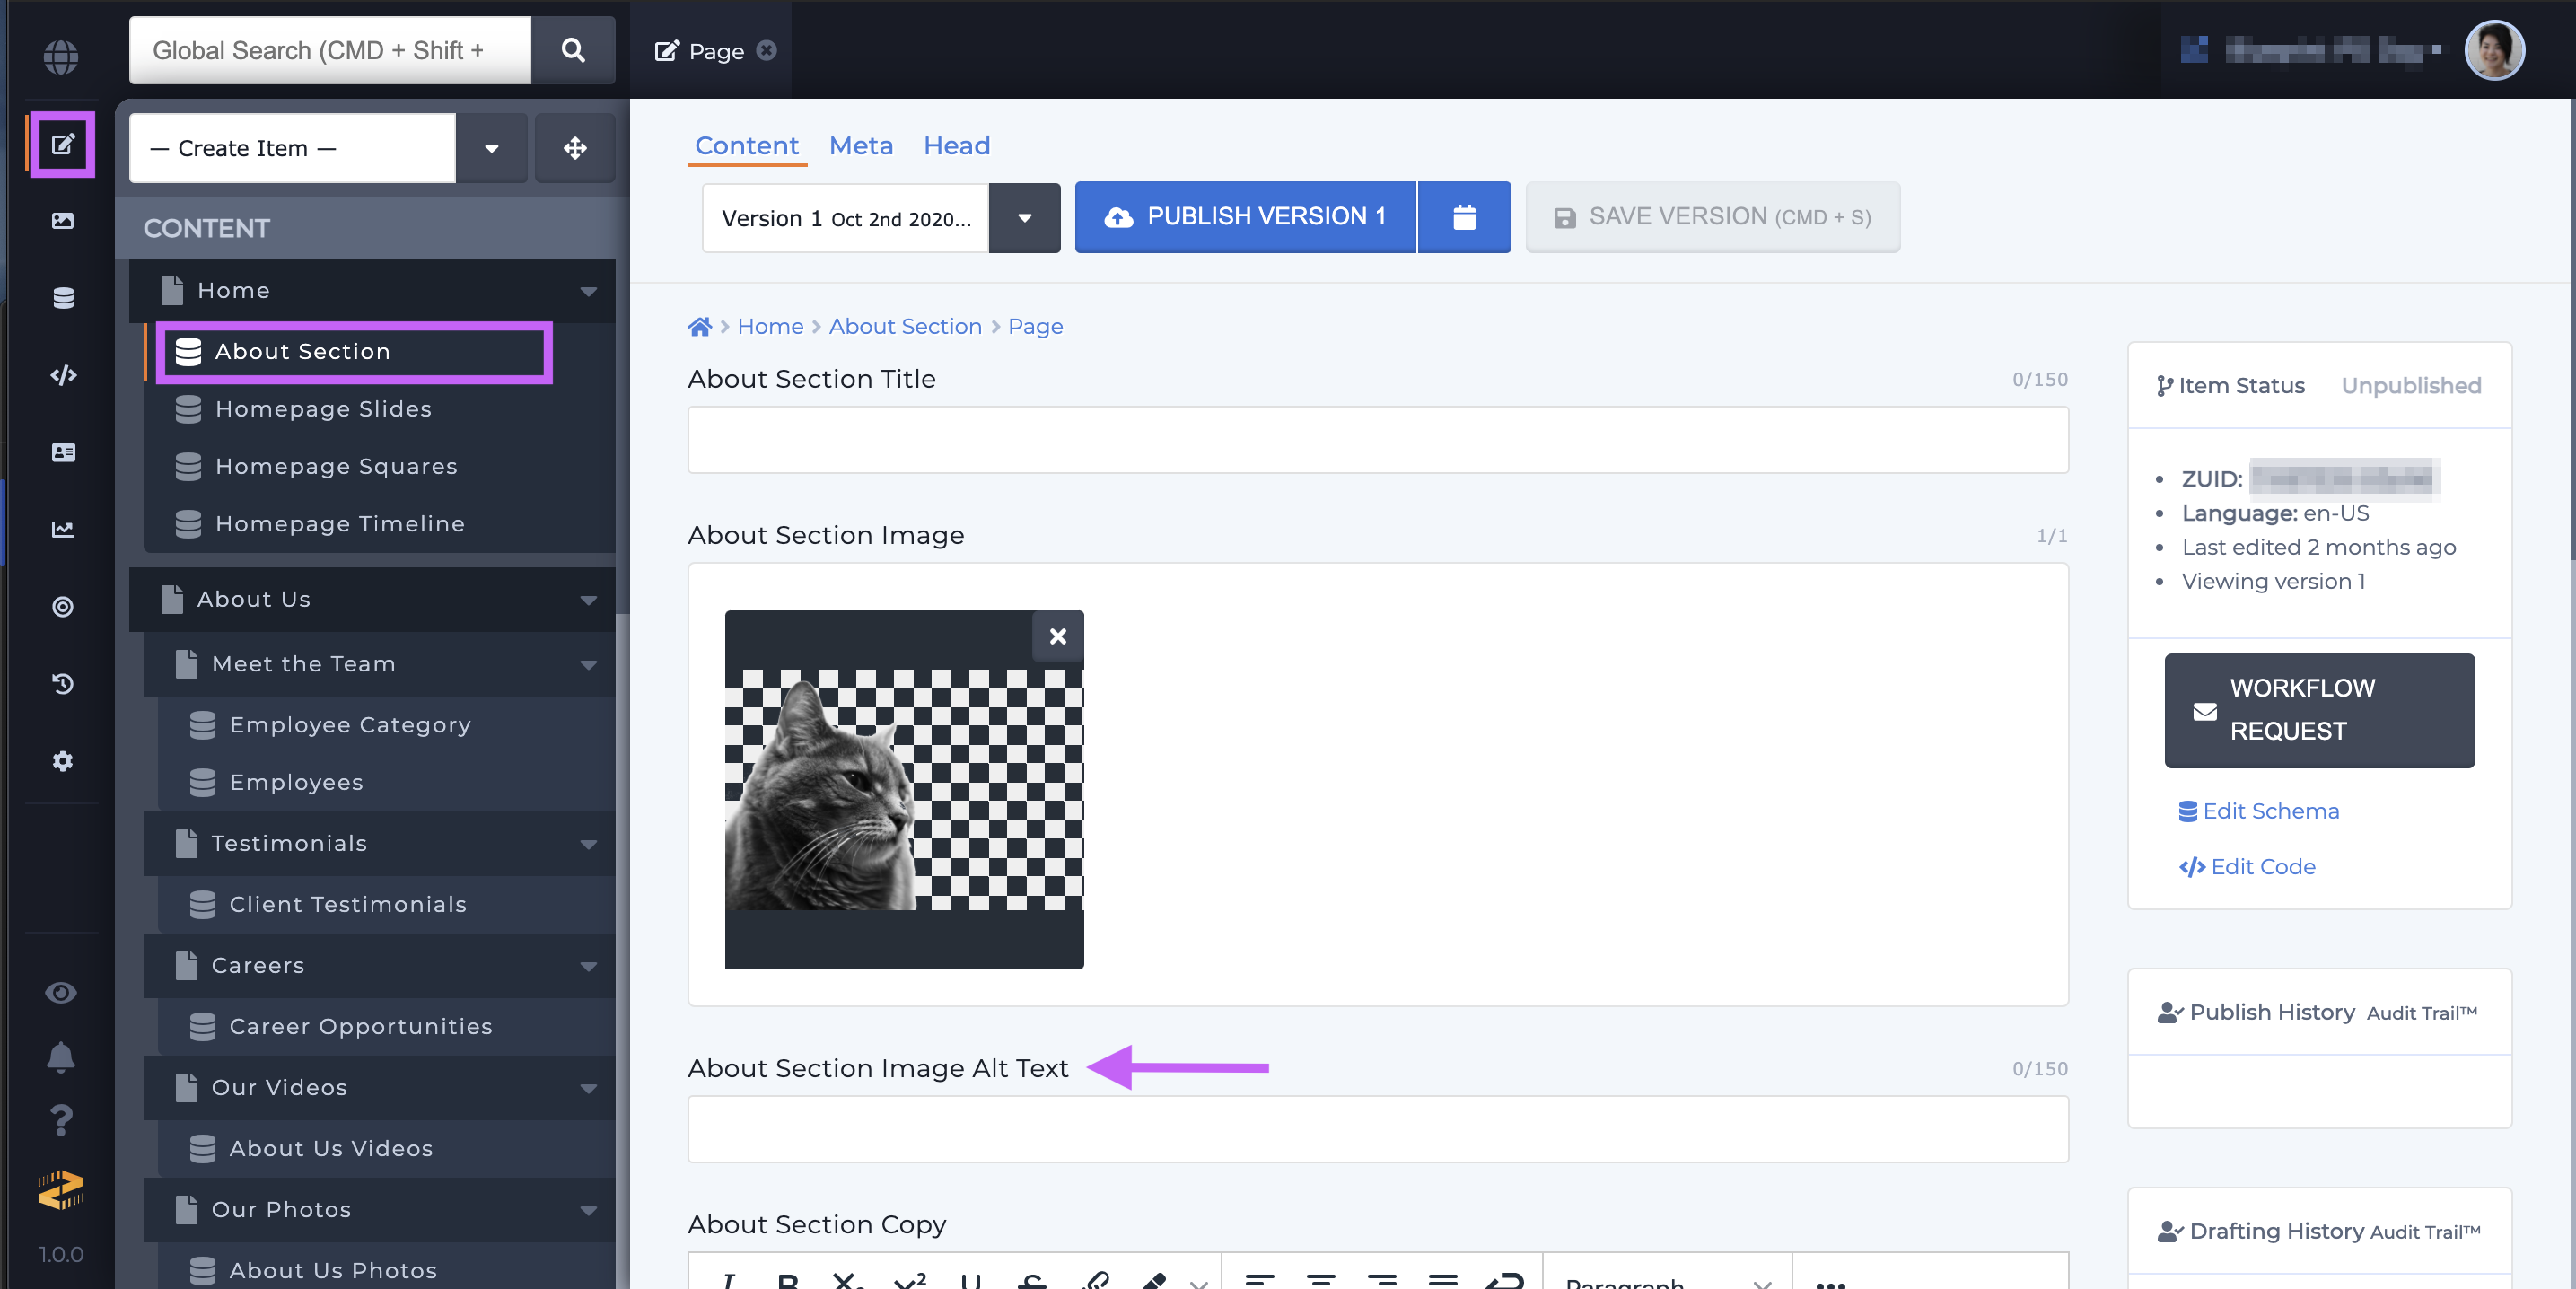 Global Search (CMD + Shift +
Page
— Create Item —
CONTENT
Home
About Section
Homepage Slides
Homepage Squares
Homepage Timeline
About Us
Meet the Team
Employee Category
Employees
Testimonials
Client Testimonials
Careers
Career Opportunities
Our Videos
About Us Videos
Our Photos
About Us Photos
1.0.0
Content Meta Head
Version 1 Oct 2nd 2020...
PUBLISH VERSION 1
SAVE VERSION (CMD + S)
Home > About Section > Page
About Section Title
0/150
About Section Image
1/1
About Section Image Alt Text
0/150
About Section Copy
Paragraph
Item Status Unpublished
ZUID:
Language: en-US
Last edited 2 months ago
Viewing version 1
WORKFLOW
REQUEST
Edit Schema
Edit Code
Publish History Audit Trail™
Drafting History Audit Trail™